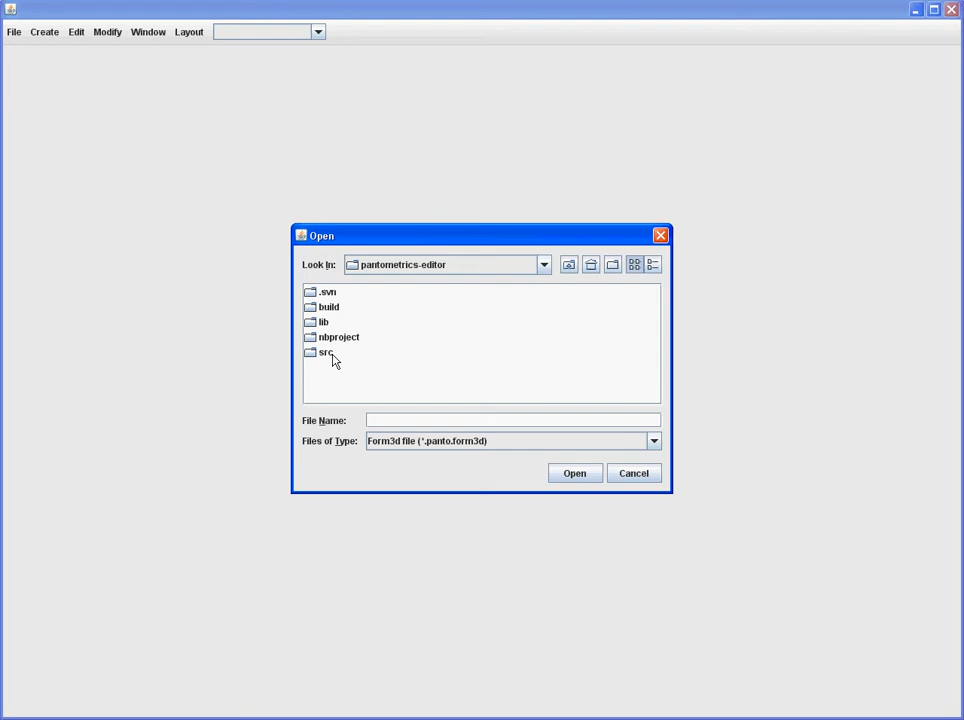 File Create Edit Modify Window Layout
Open
Look In: pantometrics-editor
.svn
build
lib
nbproject
src
File Name:
Files of Type: Form3d file (*.panto.form3d)
Open Cancel